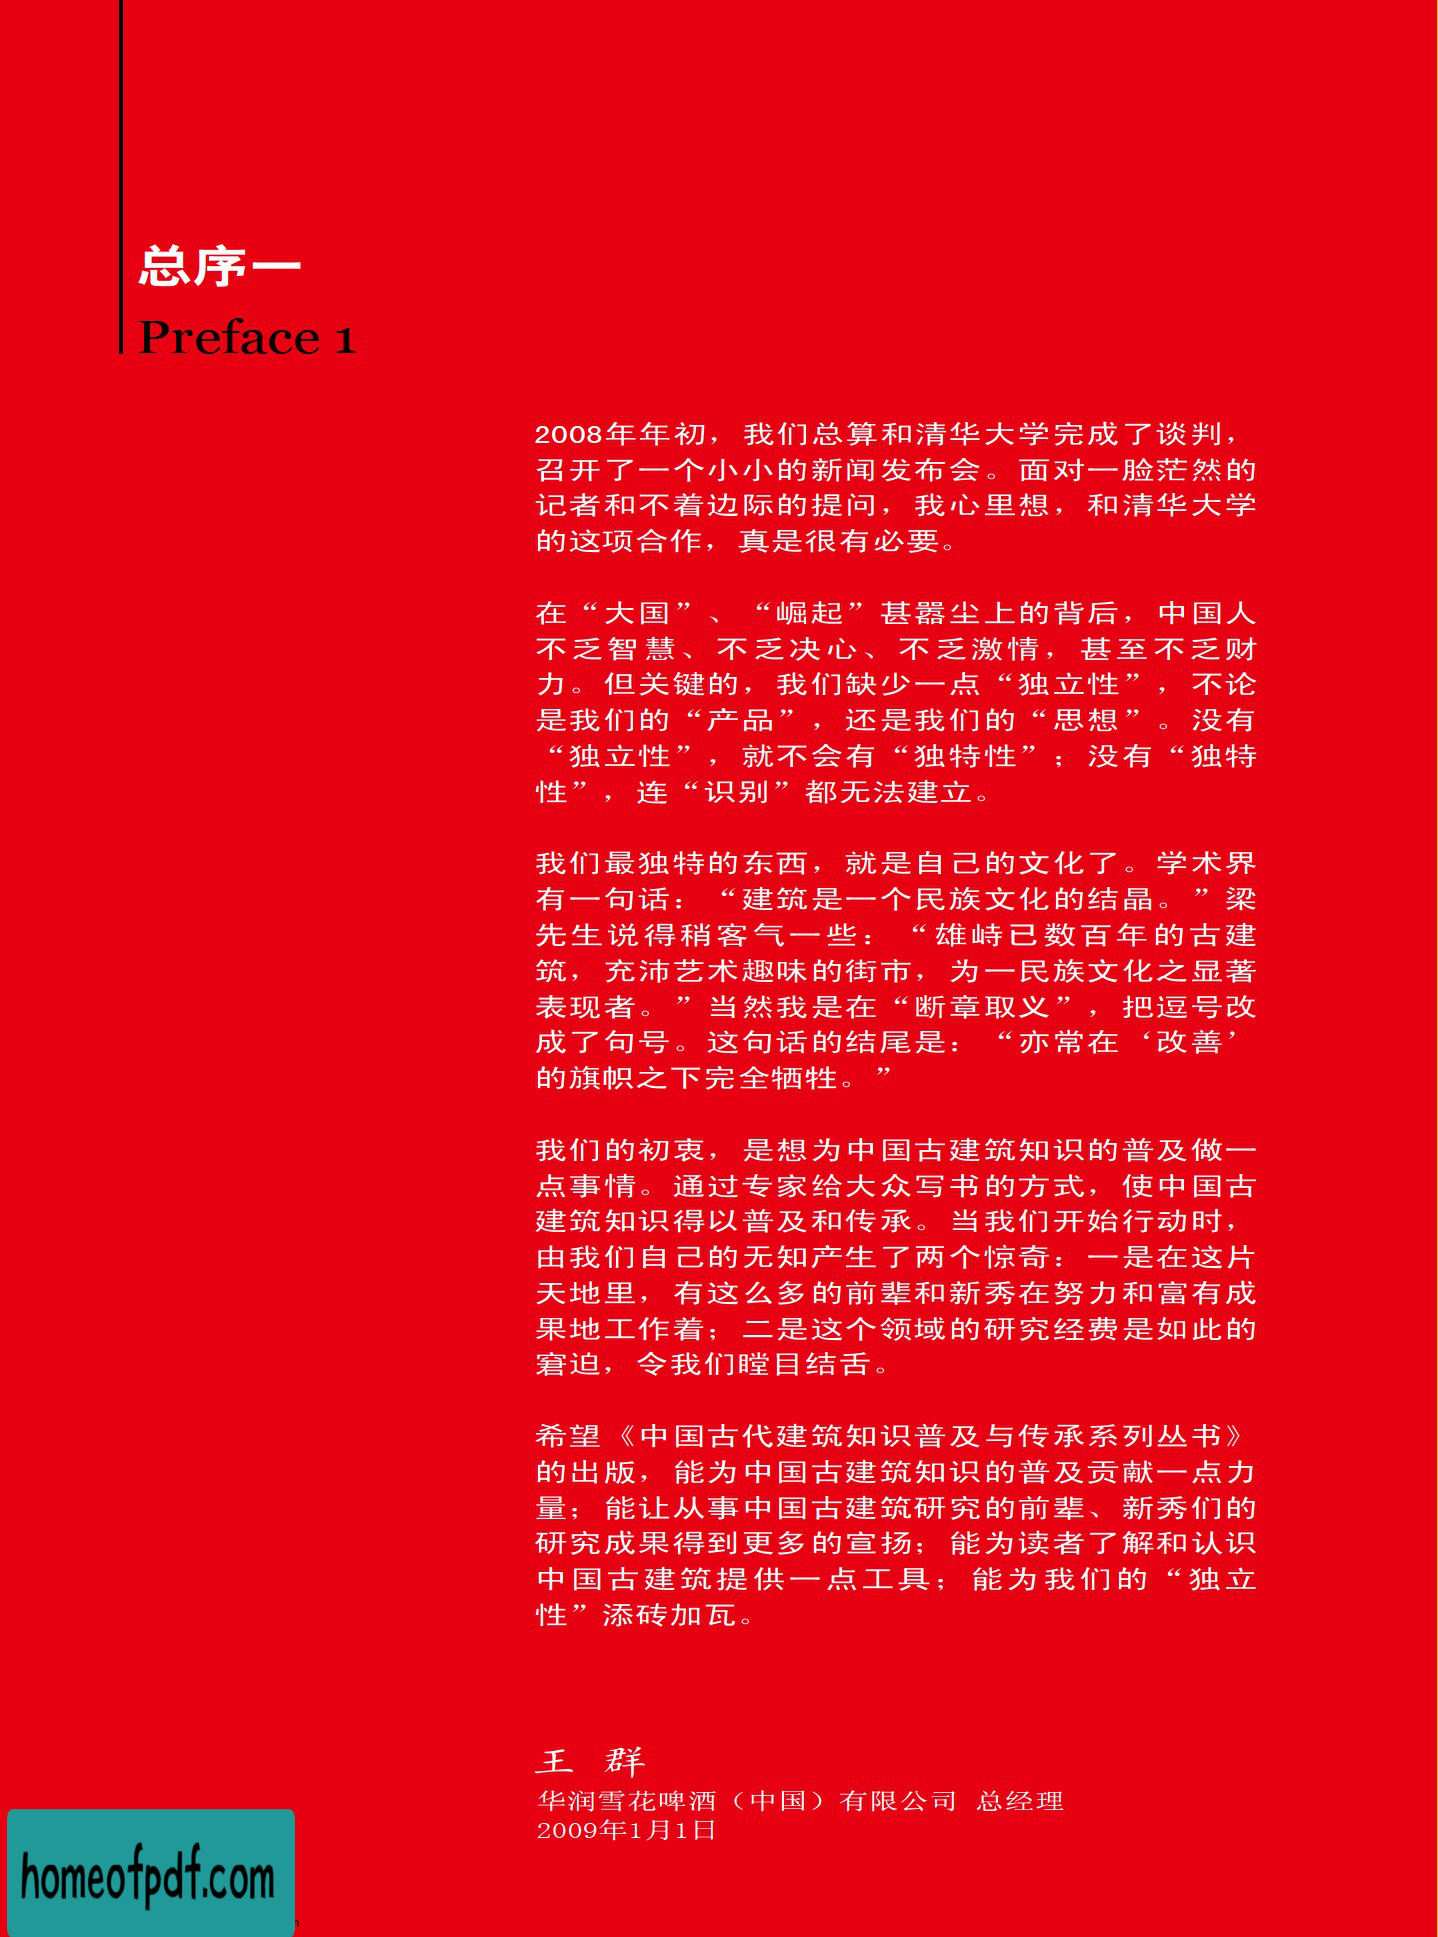 总序一
Preface 1
2008年年初，我们总算和清华大学完成了谈判，
召开了一个小小的新闻发布会。面对一脸茫然的
记者和不着边际的提问，我心里想，和清华大学
的这项合作，真是很有必要。
在“大国”、“崛起”甚嚣尘上的背后，中国人
不乏智慧、不乏决心、不乏激情，甚至不乏财
力。但关键的，我们缺少一点“独立性”，不论
是我们的“产品”，还是我们的“思想”。没有
“独立性”，就不会有“独特性”；没有“独特
性”，连“识别”都无法建立。
我们最独特的东西，就是自己的文化了。学术界
有一句话：“建筑是一个民族文化的结晶。”梁
先生说得稍客气一些：“雄峙已数百年的古建
筑，充沛艺术趣味的街市，为一民族文化之显著
表现者。”当然我是在“断章取义”，把逗号改
成了句号。这句话的结尾是：“亦常在‘改善’
的旗帜之下完全牺牲。”
我们的初衷，是想为中国古建筑知识的普及做一
点事情。通过专家给大众写书的方式，使中国古
建筑知识得以普及和传承。当我们开始行动时，
由我们自己的无知产生了两个惊奇：一是在这片
天地里，有这么多的前辈和新秀在努力和富有成
果地工作着；二是这个领域的研究经费是如此的
窘迫，令我们瞠目结舌。
希望《中国古代建筑知识普及与传承系列丛书》
的出版，能为中国古建筑知识的普及贡献一点力
量；能让从事中国古建筑研究的前辈、新秀们的
研究成果得到更多的宣扬；能为读者了解和认识
中国古建筑提供一点工具；能为我们的“独立
性”添砖加瓦。
王 群
华润雪花啤酒（中国）有限公司 总经理
2009年1月1日
homeofpdf.com